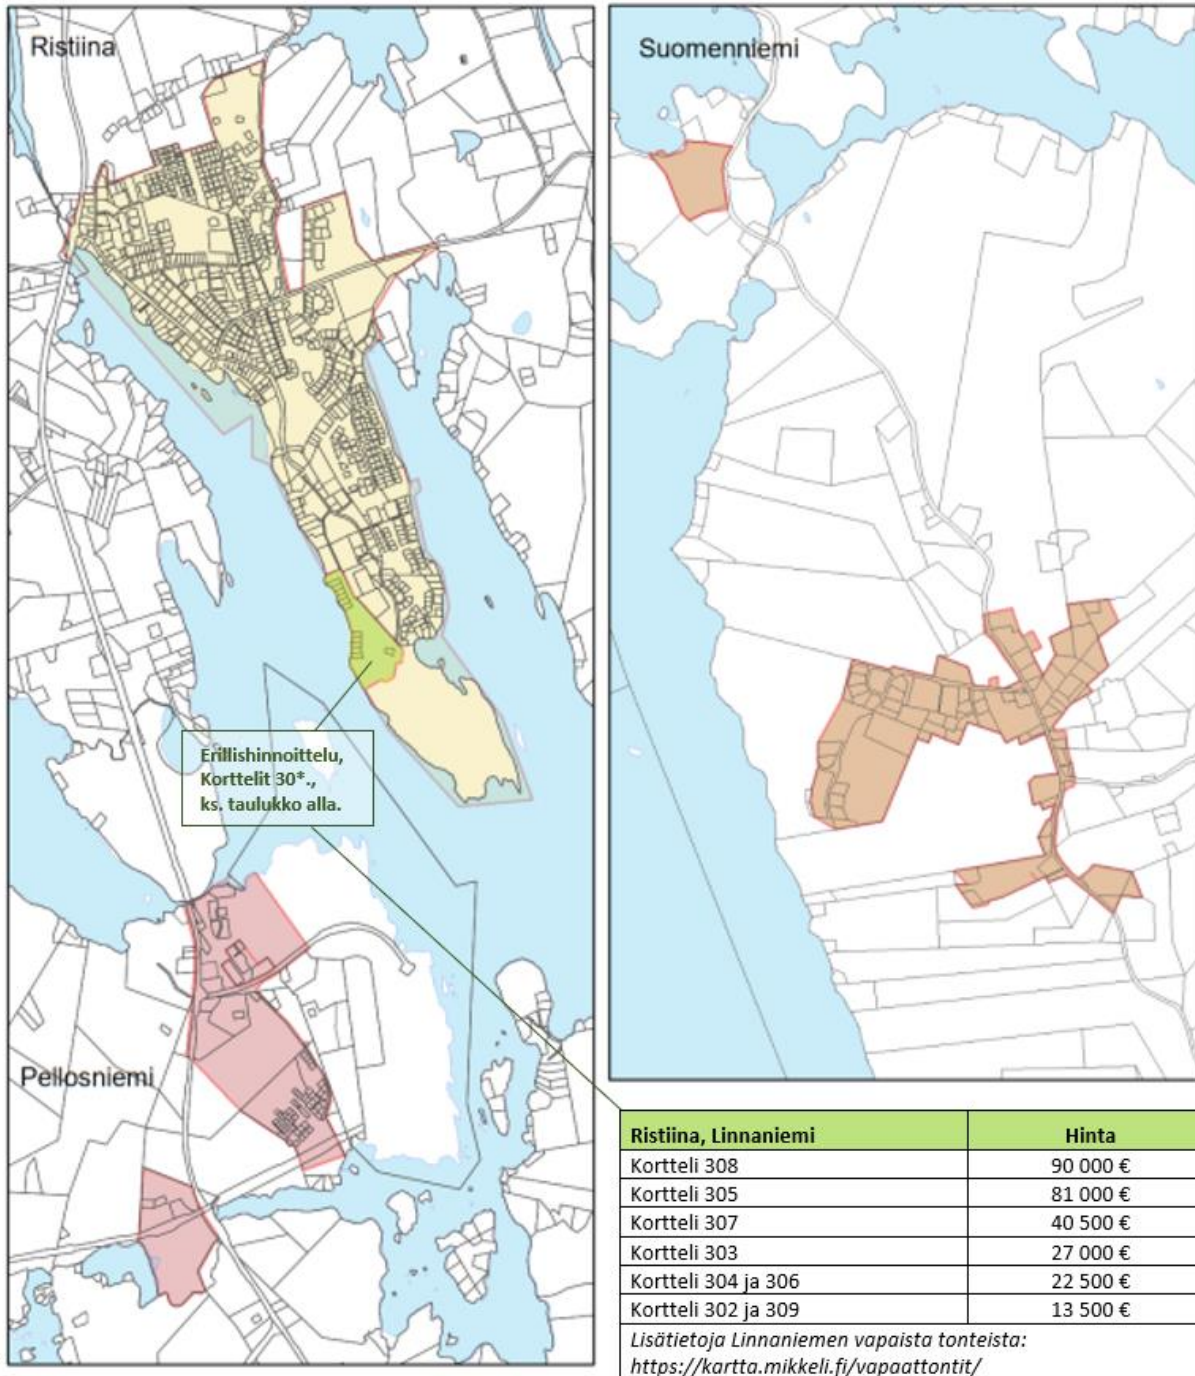 Ristiina
Suomenniemi
Erillishinnoittelu,
Korttelit 30*.,
ks. taulukko alla.
Pellosniemi
Ristiina, Linnaniemi Hinta
Kortteli 308 90 000 €
Kortteli 305 81 000 €
Kortteli 307 40 500 €
Kortteli 303 27 000 €
Kortteli 304 ja 306 22 500 €
Kortteli 302 ja 309 13 500 €
Lisätietoja Linnaniemen vapaista tonteista:
https://kartta.mikkeli.fi/vapaattontit/